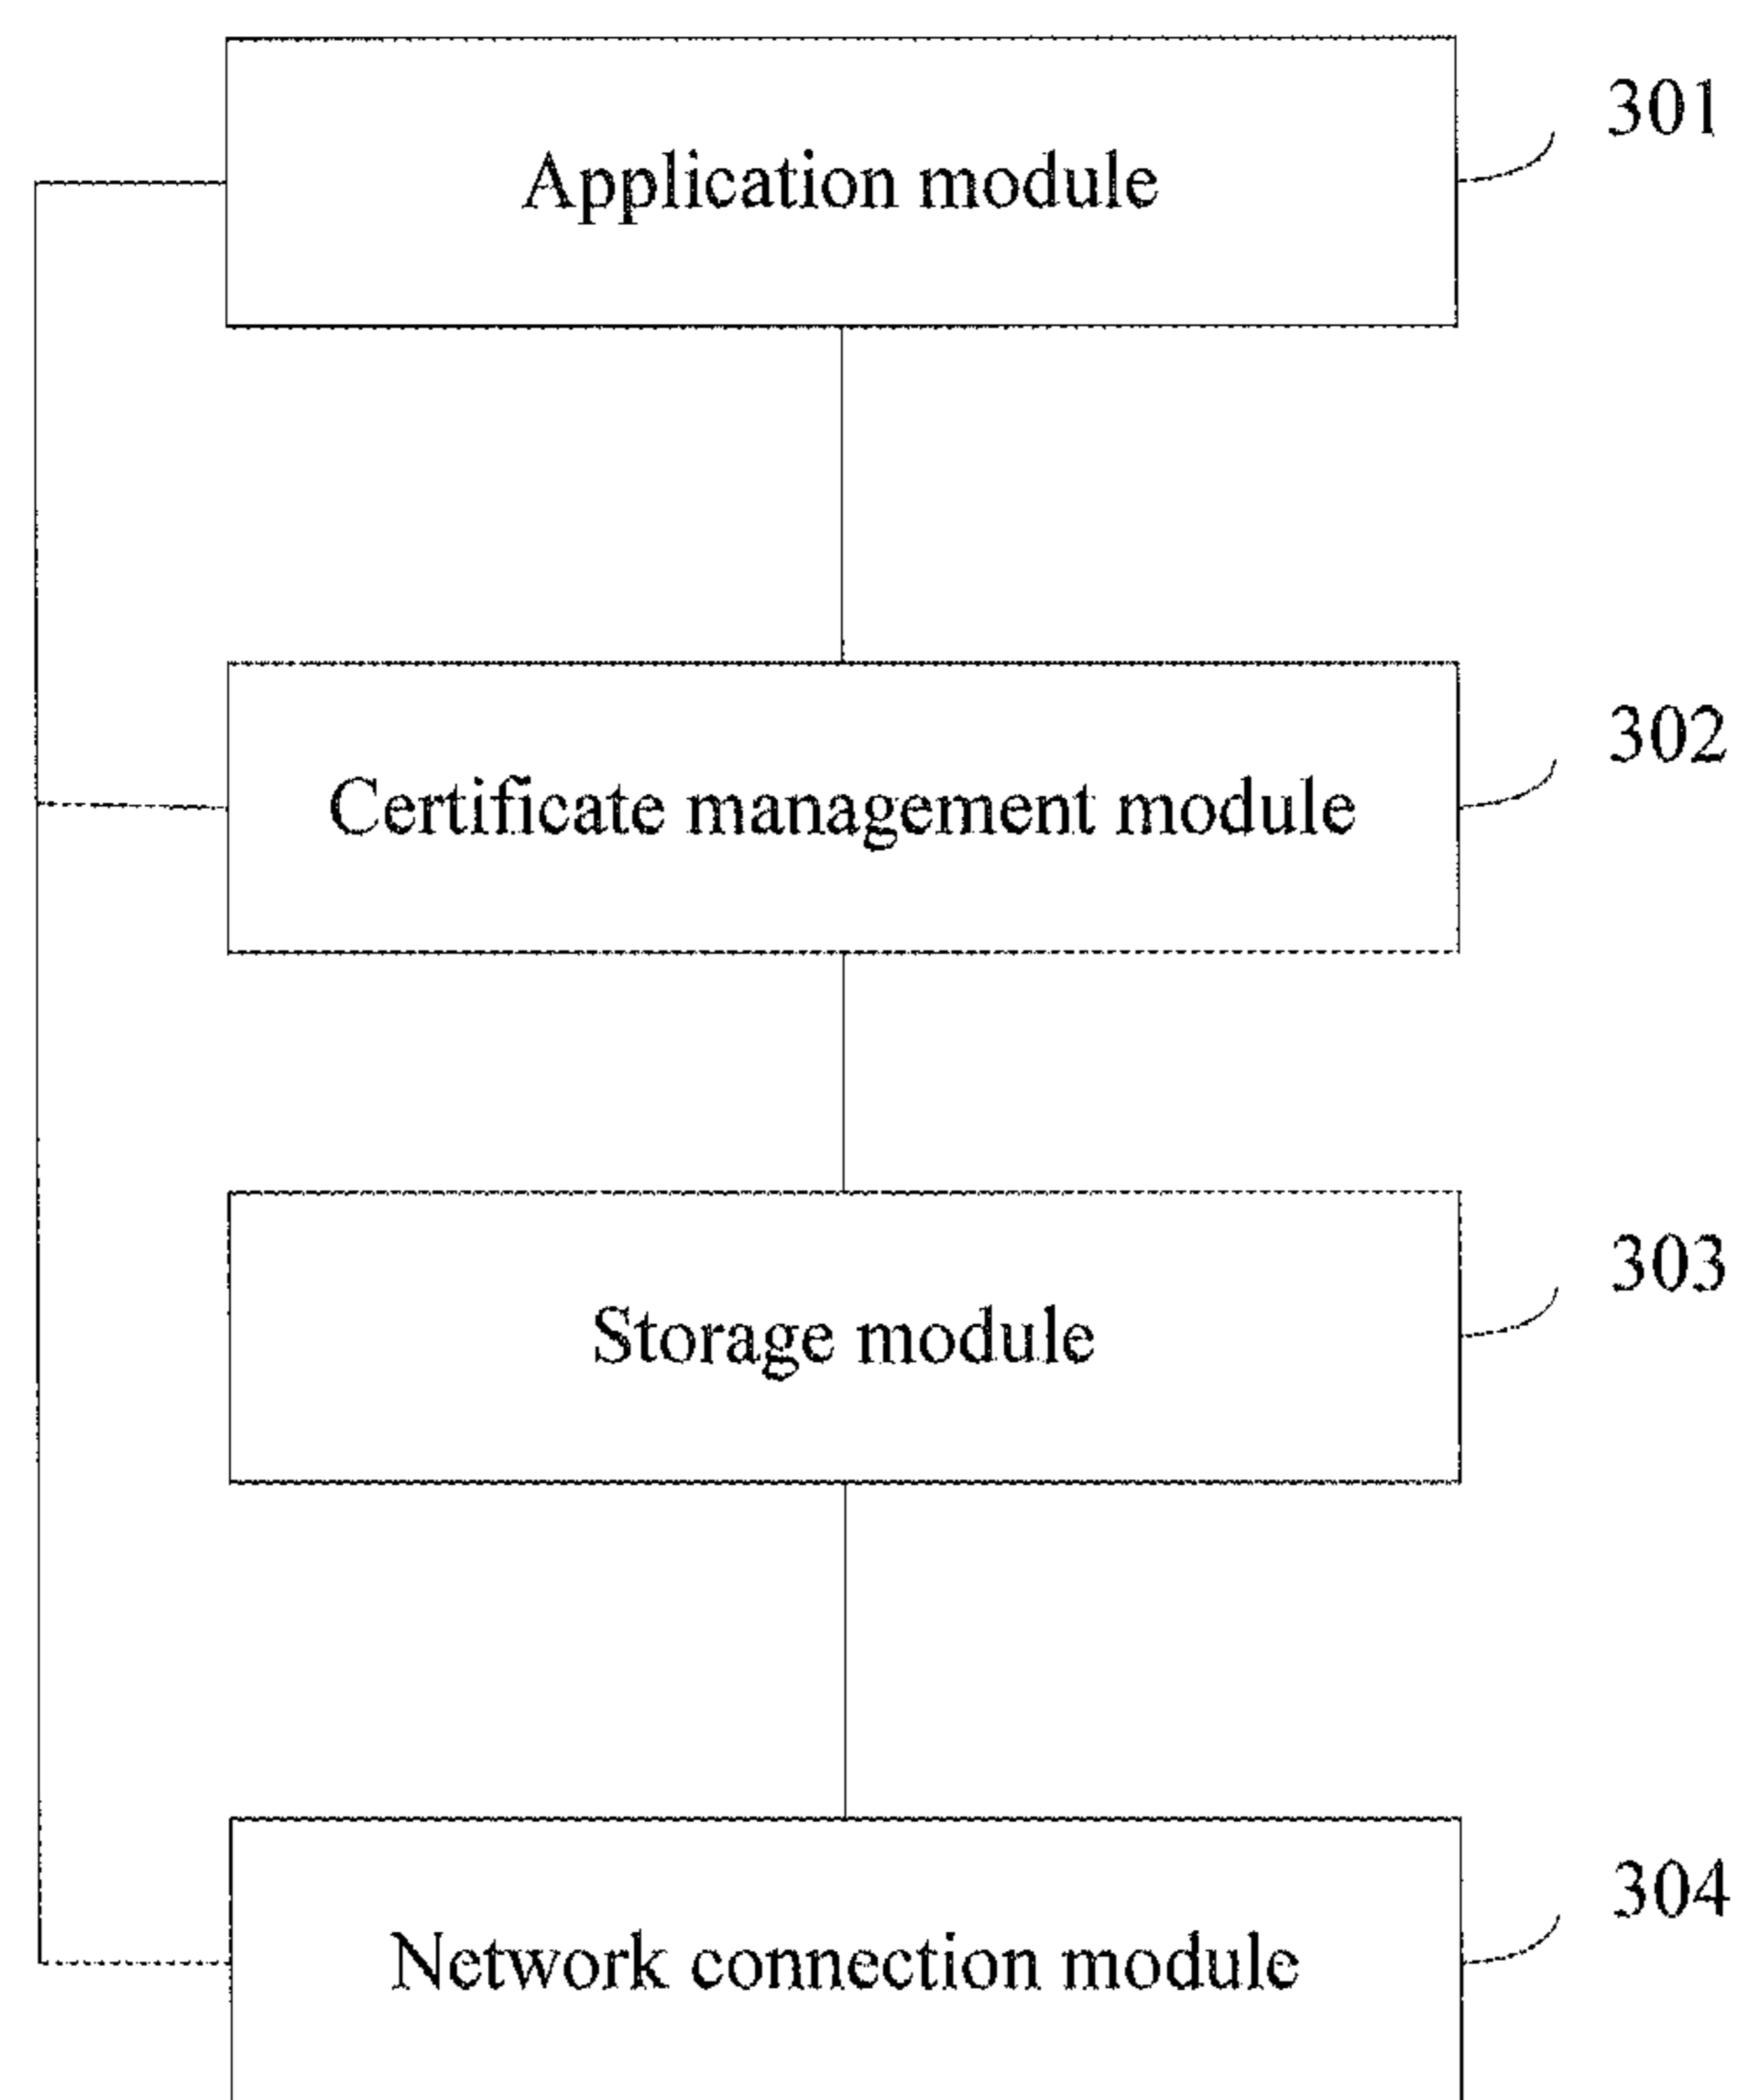 301
Application module
302
Certificate management module
303
Storage module
304
Network connection module